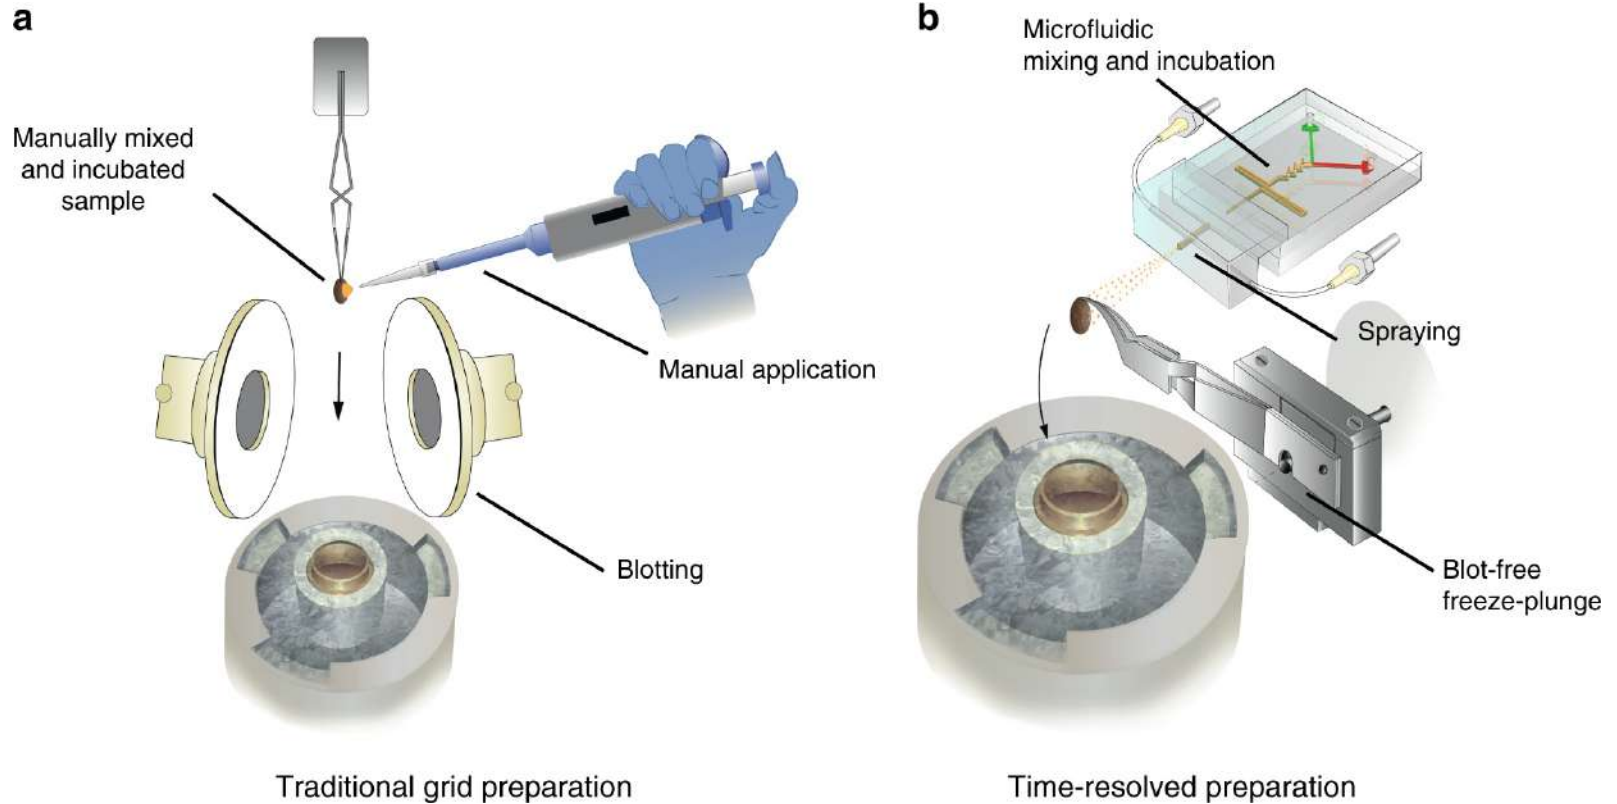 a
Manually mixed
and incubated
sample
Manual application
Blotting
Traditional grid preparation
b
Microfluidic
mixing and incubation
Spraying
Blot-free
freeze-plunge
Time-resolved preparation